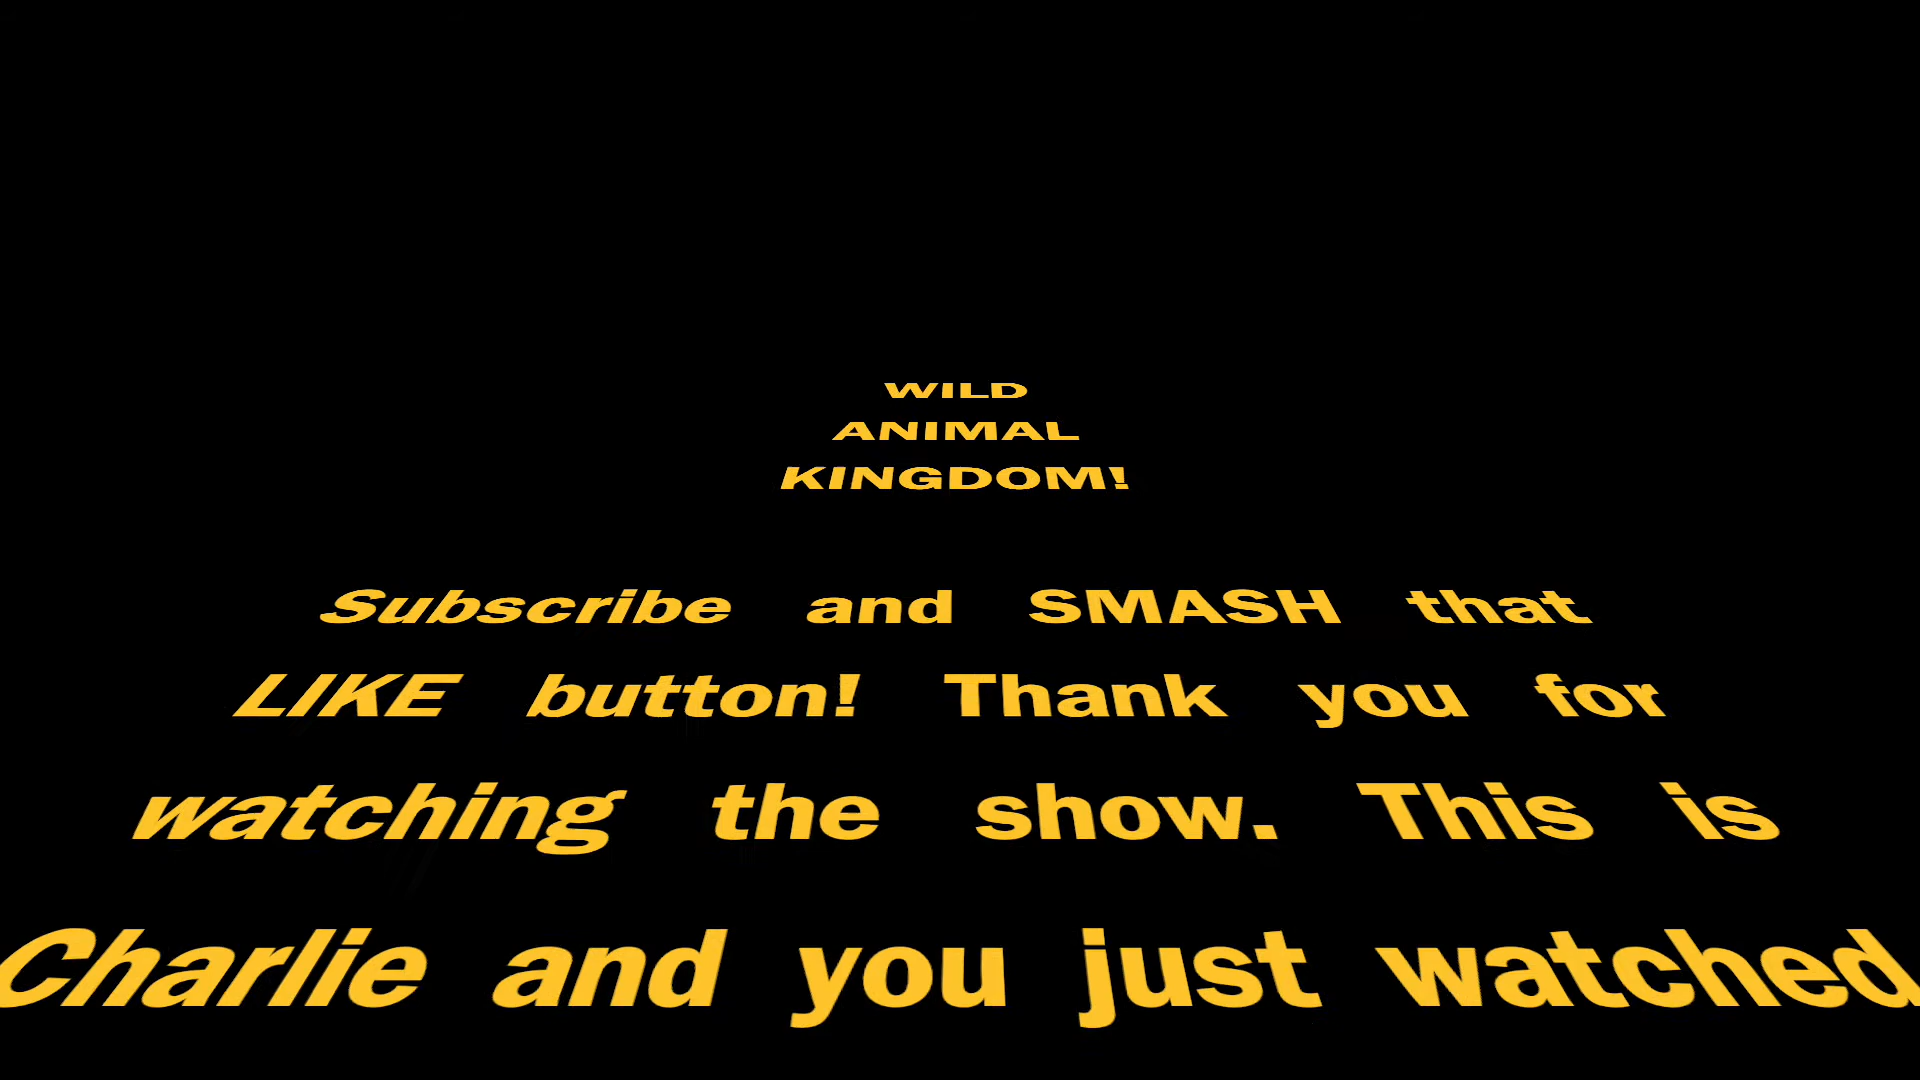 WILD
ANIMAL
KINGDOM!
Subscribe and SMASH that
LIKE button! Thank you for
watching the show. This is
Charlie and you just watched